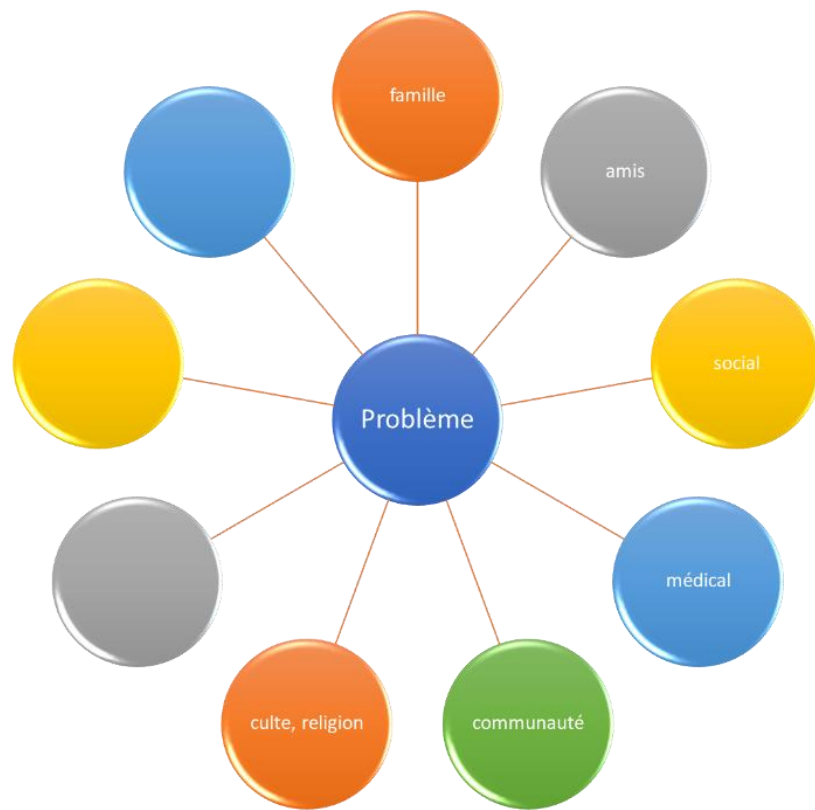 famille
amis
social
Problème
médical
communauté
culte, religion